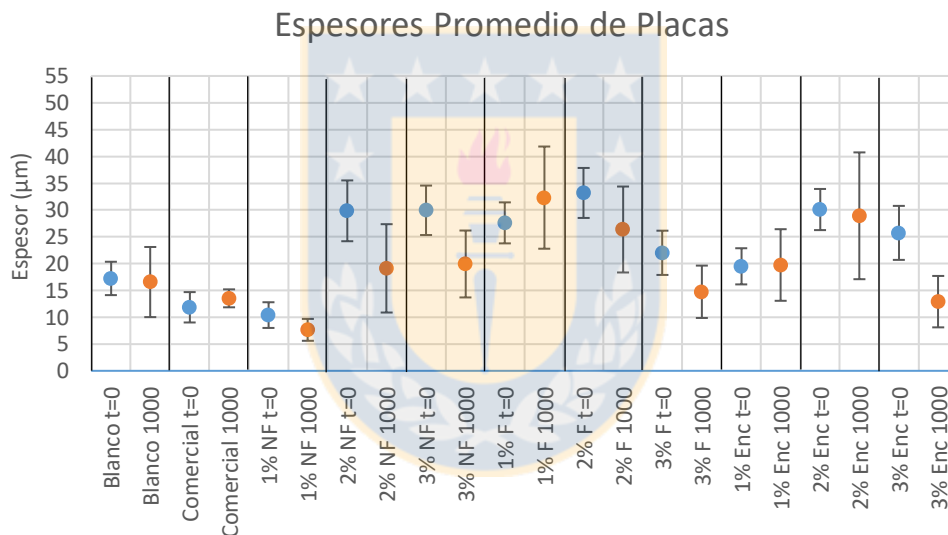 Espesores Promedio de Placas
Espesor (µm)
55
50
45
40
35
30
25
20
15
10
5
0
Blanco t=0
Blanco 1000
Comercial t=0
Comercial 1000
1% NF t=0
1% NF 1000
2% NF t=0
2% NF 1000
3% NF t=0
3% NF 1000
1% F t=0
1% F 1000
2% F t=0
2% F 1000
3% F t=0
3% F 1000
1% Enc t=0
1% Enc 1000
2% Enc t=0
2% Enc 1000
3% Enc t=0
3% Enc 1000